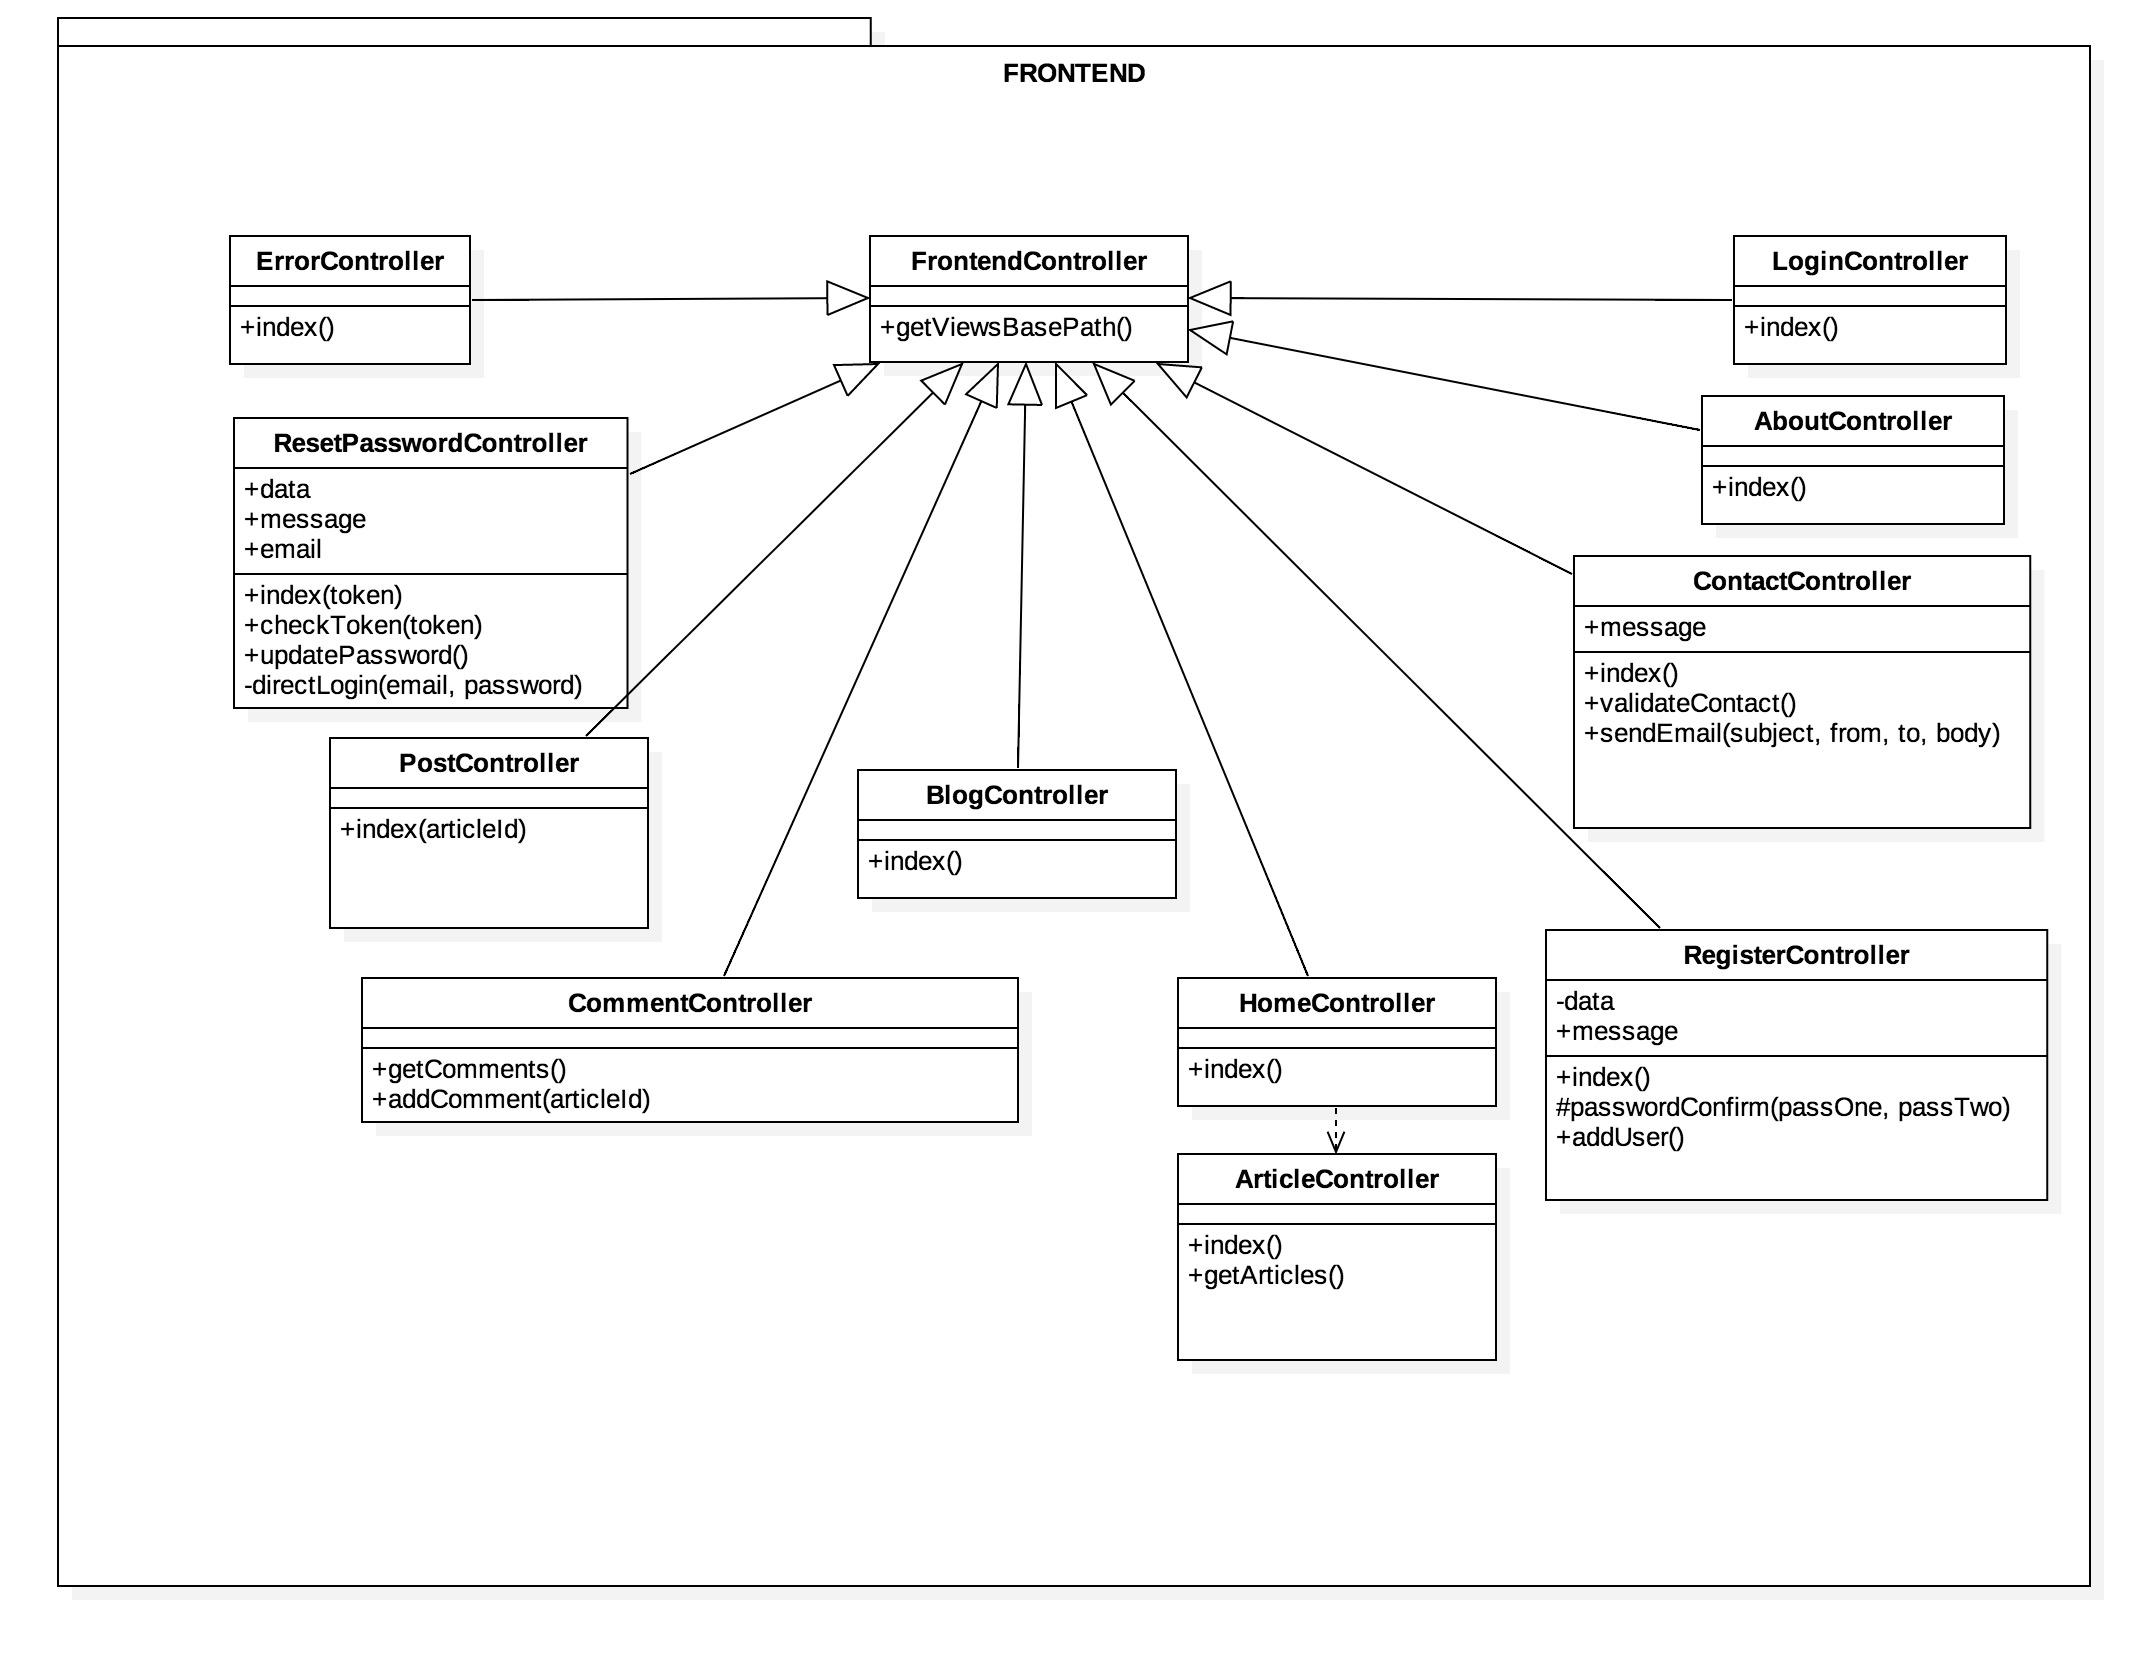 FRONTEND
ErrorController
+index()
FrontendController
+getViewsBasePath()
LoginController
+index()
AboutController
+index()
ResetPasswordController
+data
+message
+email
+index(token)
+checkToken(token)
+updatePassword()
-directLogin(email, password)
ContactController
+message
+index()
+validateContact()
+sendEmail(subject, from, to, body)
PostController
+index(articleId)
BlogController
+index()
CommentController
+getComments()
+addComment(articleId)
HomeController
+index()
RegisterController
-data
+message
+index()
#passwordConfirm(passOne, passTwo)
+addUser()
ArticleController
+index()
+getArticles()